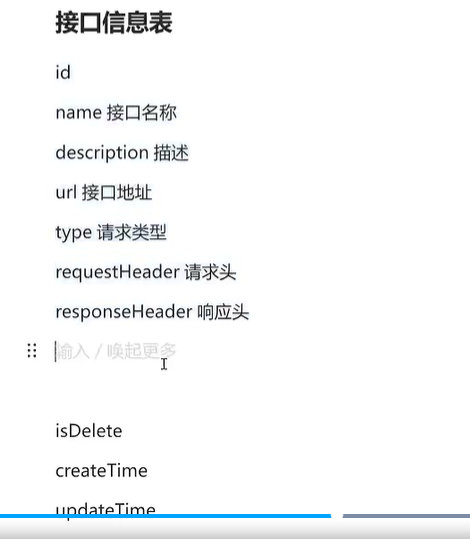 接口信息表
id
name 接口名称
description 描述
url 接口地址
type 请求类型
requestHeader 请求头
responseHeader 响应头
输入 / 唤起更多
isDelete
createTime
updateTime